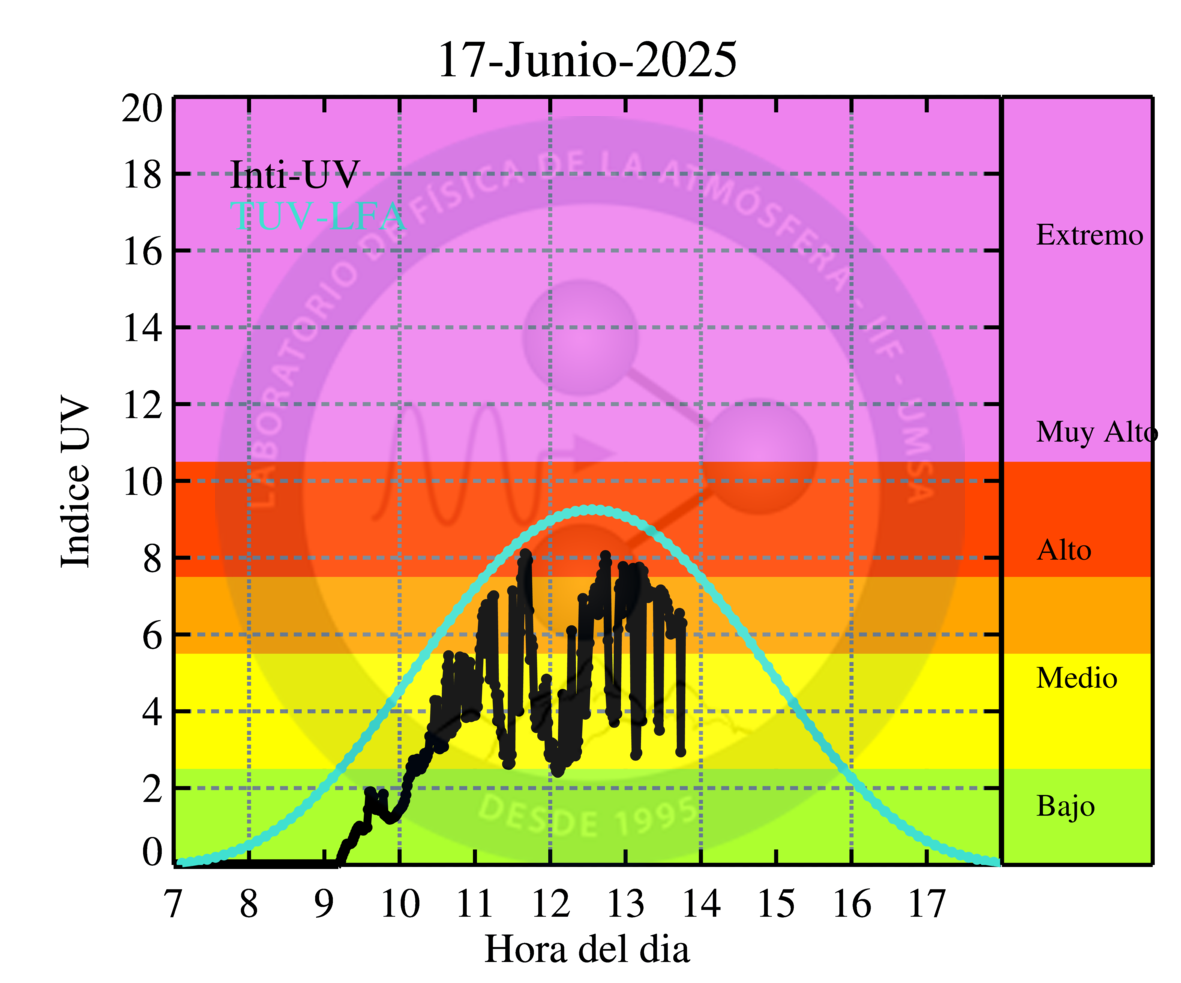 17-Junio-2025
20
18
16
14
12
10
8
6
4
2
0
Indice UV
Inti-UV
TUV-LFA
LABORATORIO DE FÍSICA DE LA ATMÓSFERA - IIF - UMSA
DESDE 1995
Extremo
Muy Alto
Alto
Medio
Bajo
7 8 9 10 11 12 13 14 15 16 17
Hora del dia